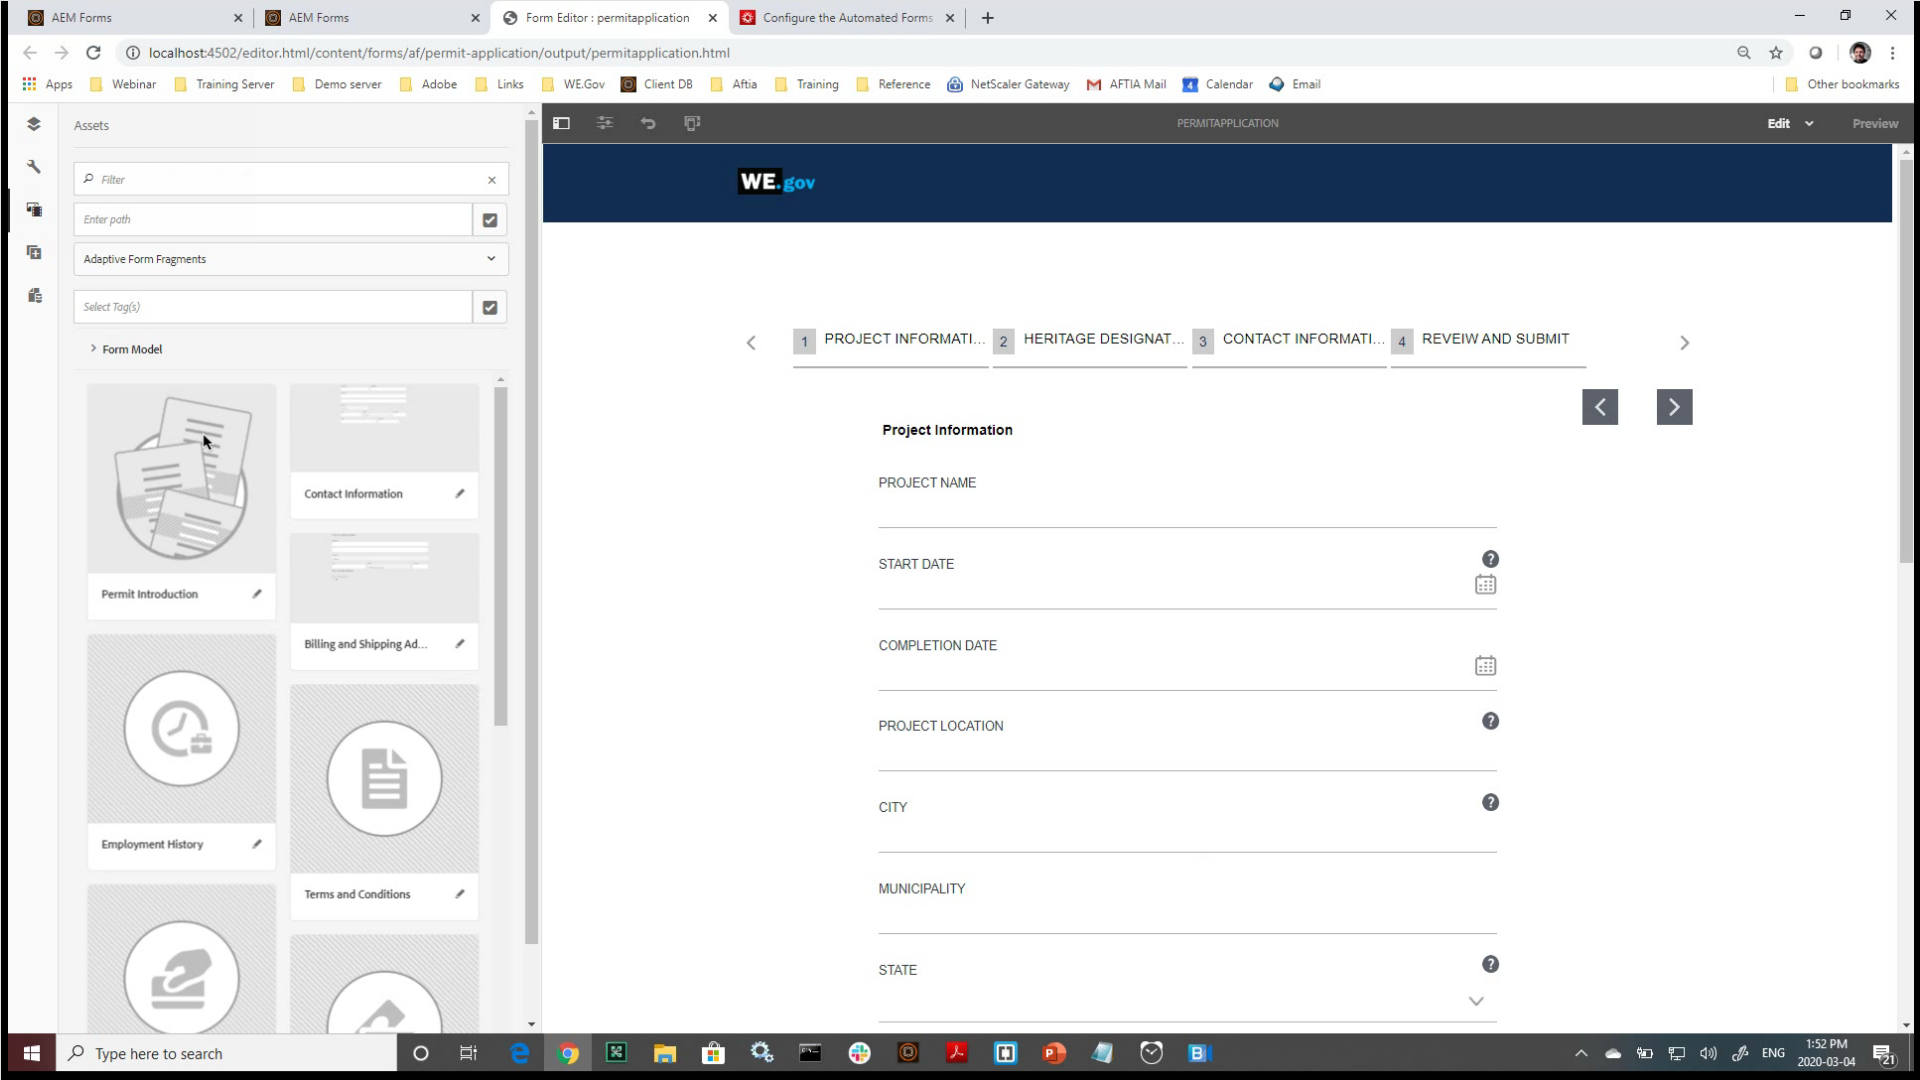 AEM Forms
AEM Forms
Form Editor : permitapplication
Configure the Automated Forms
localhost:4502/editor.html/content/forms/af/permit-application/output/permitapplication.html
Apps
Webinar
Training Server
Demo server
Adobe
Links
WE.Gov
Client DB
Aftia
Training
Reference
NetScaler Gateway
AFTIA Mail
4
Calendar
Email
Other bookmarks
Assets
Filter
Enter path
Adaptive Form Fragments
Select Tag(s)
Form Model
Permit Introduction
Contact Information
Billing and Shipping Ad...
Employment History
Terms and Conditions
PERMITAPPLICATION
Edit
Preview
WE.gov
1 PROJECT INFORMATI...
2 HERITAGE DESIGNAT...
3 CONTACT INFORMATI...
4 REVEIW AND SUBMIT
Project Information
PROJECT NAME
START DATE
?
COMPLETION DATE
PROJECT LOCATION
?
CITY
?
MUNICIPALITY
STATE
?
Type here to search
ENG
1:52 PM
2020-03-04
21